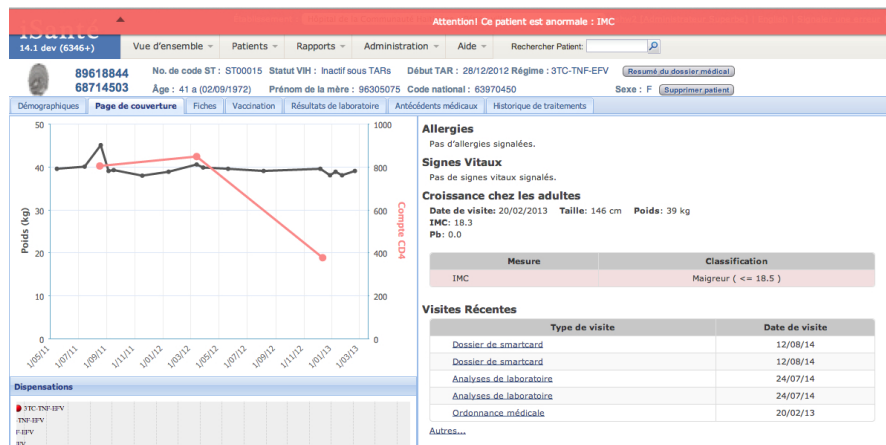 Attention! Ce patient est anormale : IMC
iSanté
14.1 dev (6346+)
Vue d'ensemble Patients Rapports Administration Aide Rechercher Patient:
89618844 No. de code ST : ST00015 Statut VIH : Inactif sous TARs Début TAR : 28/12/2012 Régime : 3TC-TNF-EFV Resumé du dossier médical
68714503 Âge : 41 a (02/09/1972) Prénom de la mère : 96305075 Code national : 63970450 Sexe : F Supprimer patient
Démographiques Page de couverture Fiches Vaccination Résultats de laboratoire Antécédents médicaux Historique de traitements
Poids (kg)
50
40
30
20
10
0
Compte CD4
1000
800
600
400
200
0
1/05/11 1/07/11 1/09/11 1/11/11 1/01/12 1/03/12 1/05/12 1/07/12 1/09/12 1/11/12 1/01/13 1/03/13
Dispensations
3TC-TNF-EFV
-TNF-EFV
F-EFV
EFV
Allergies
Pas d'allergies signalées.
Signes Vitaux
Pas de signes vitaux signalés.
Croissance chez les adultes
Date de visite: 20/02/2013 Taille: 146 cm Poids: 39 kg
IMC: 18.3
Pb: 0.0
Mesure Classification
IMC Maigreur ( <= 18.5 )
Visites Récentes
Type de visite Date de visite
Dossier de smartcard 12/08/14
Dossier de smartcard 12/08/14
Analyses de laboratoire 24/07/14
Analyses de laboratoire 24/07/14
Ordonnance médicale 20/02/13
Autres...